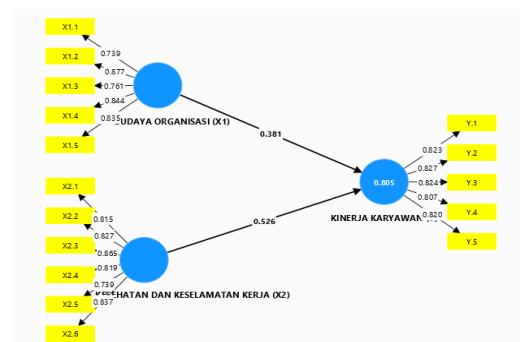 X1.1
X1.2
X1.3
X1.4
X1.5
0.739
0.877
0.761
0.844
0.835
BUDAYA ORGANISASI (X1)
0.381
X2.1
X2.2
X2.3
X2.4
X2.5
X2.6
0.815
0.827
0.865
0.819
0.739
0.837
KESEHATAN DAN KESELAMATAN KERJA (X2)
0.526
0.805
KINERJA KARYAWAN
0.823
0.827
0.824
0.807
0.820
Y.1
Y.2
Y.3
Y.4
Y.5